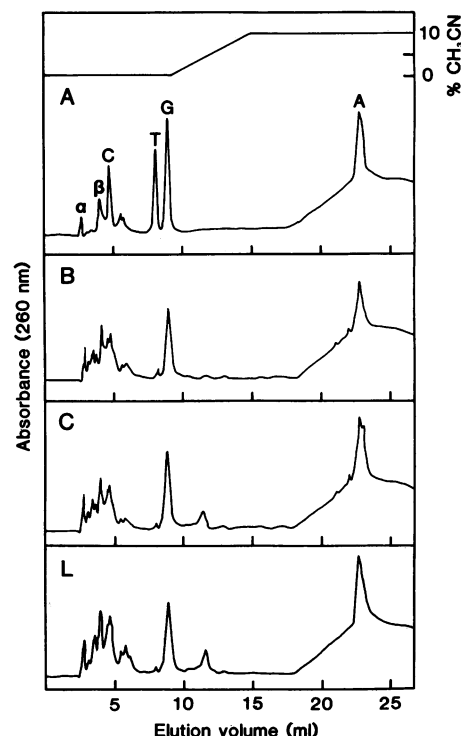 10
0
% CH3CN
A
α
β
C
T
G
A
B
C
L
Absorbance (260 nm)
5 10 15 20 25
Elution volume (ml)